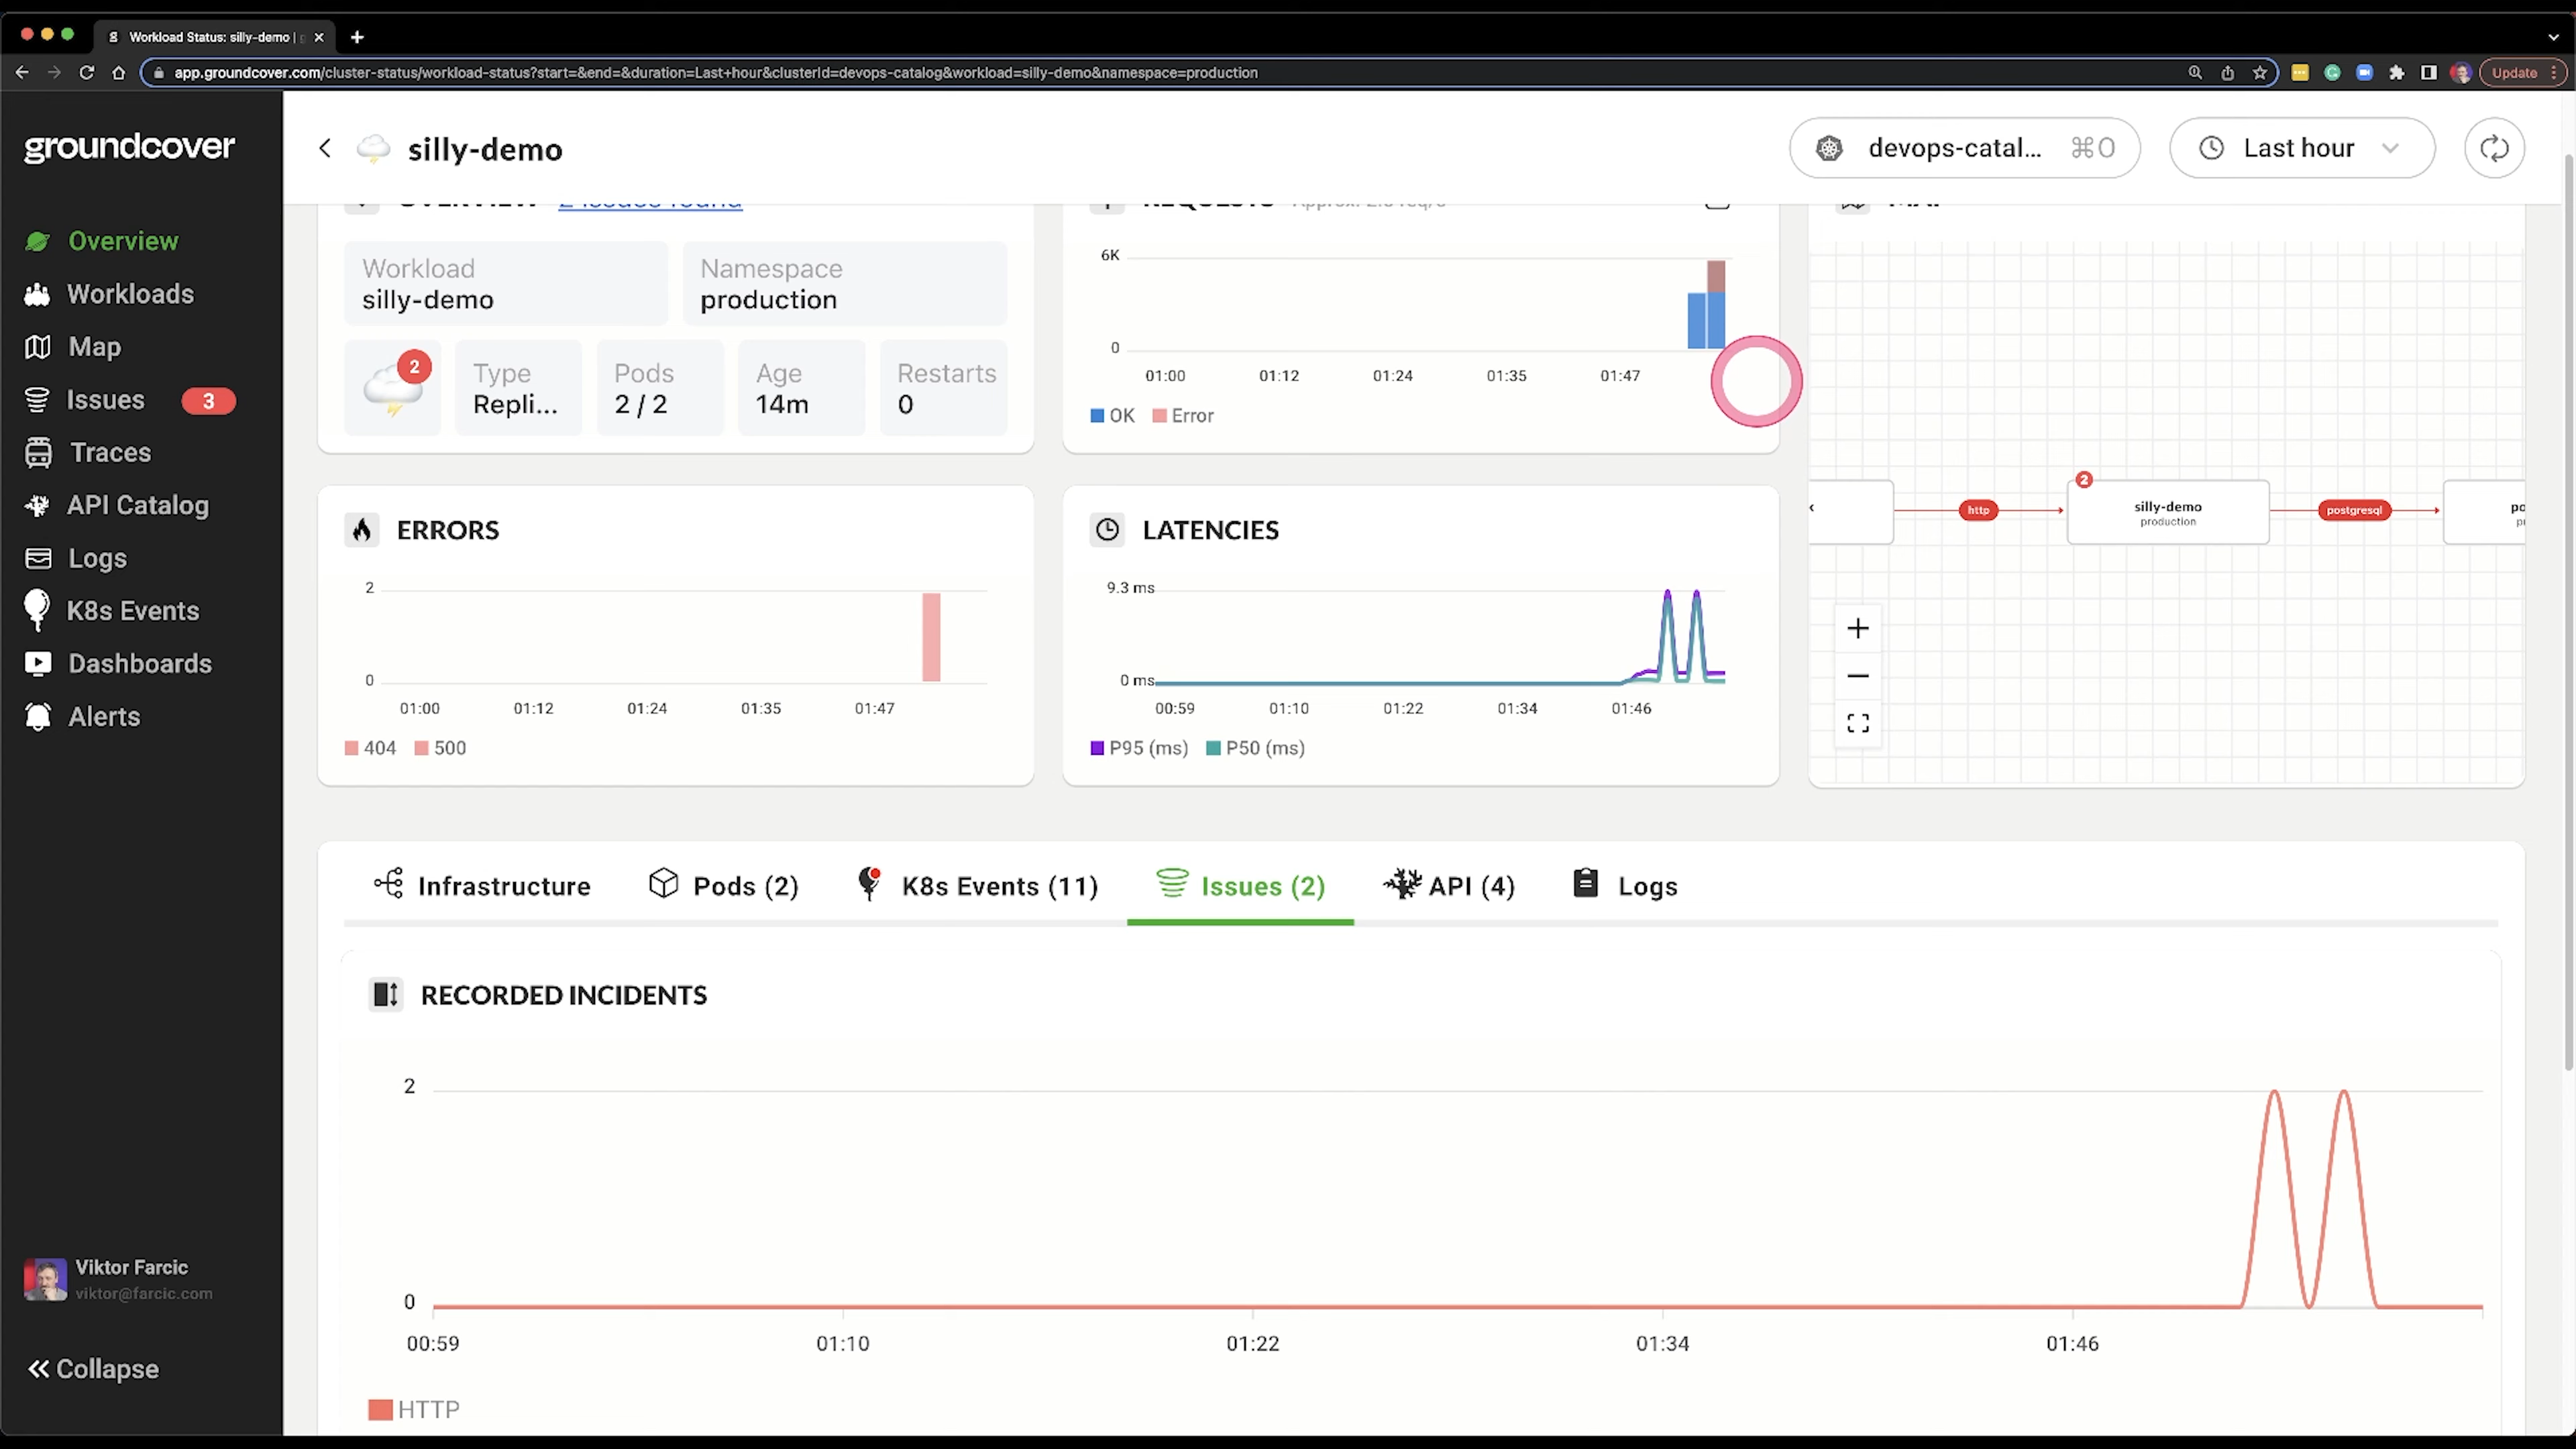 Workload Status: silly-demo |
app.groundcover.com/cluster-status/workload-status?start=&end=&duration=Last+hour&clusterId=devops-catalog&workload=silly-demo&namespace=production
Update
groundcover
Overview
Workloads
Map
Issues 3
Traces
API Catalog
Logs
K8s Events
Dashboards
Alerts
Viktor Farcic
viktor@farcic.com
Collapse
silly-demo
devops-catal... ⌘O
Last hour
OVERVIEW 2 issues found
Workload
silly-demo
Namespace
production
2
Type
Repli...
Pods
2 / 2
Age
14m
Restarts
0
REQUESTS
6K
0
01:00 01:12 01:24 01:35 01:47
OK Error
MAP
http
2
silly-demo
production
postgresql
po
ERRORS
2
0
01:00 01:12 01:24 01:35 01:47
404 500
LATENCIES
9.3 ms
0 ms
00:59 01:10 01:22 01:34 01:46
P95 (ms) P50 (ms)
Infrastructure Pods (2) K8s Events (11) Issues (2) API (4) Logs
RECORDED INCIDENTS
2
0
00:59 01:10 01:22 01:34 01:46
HTTP